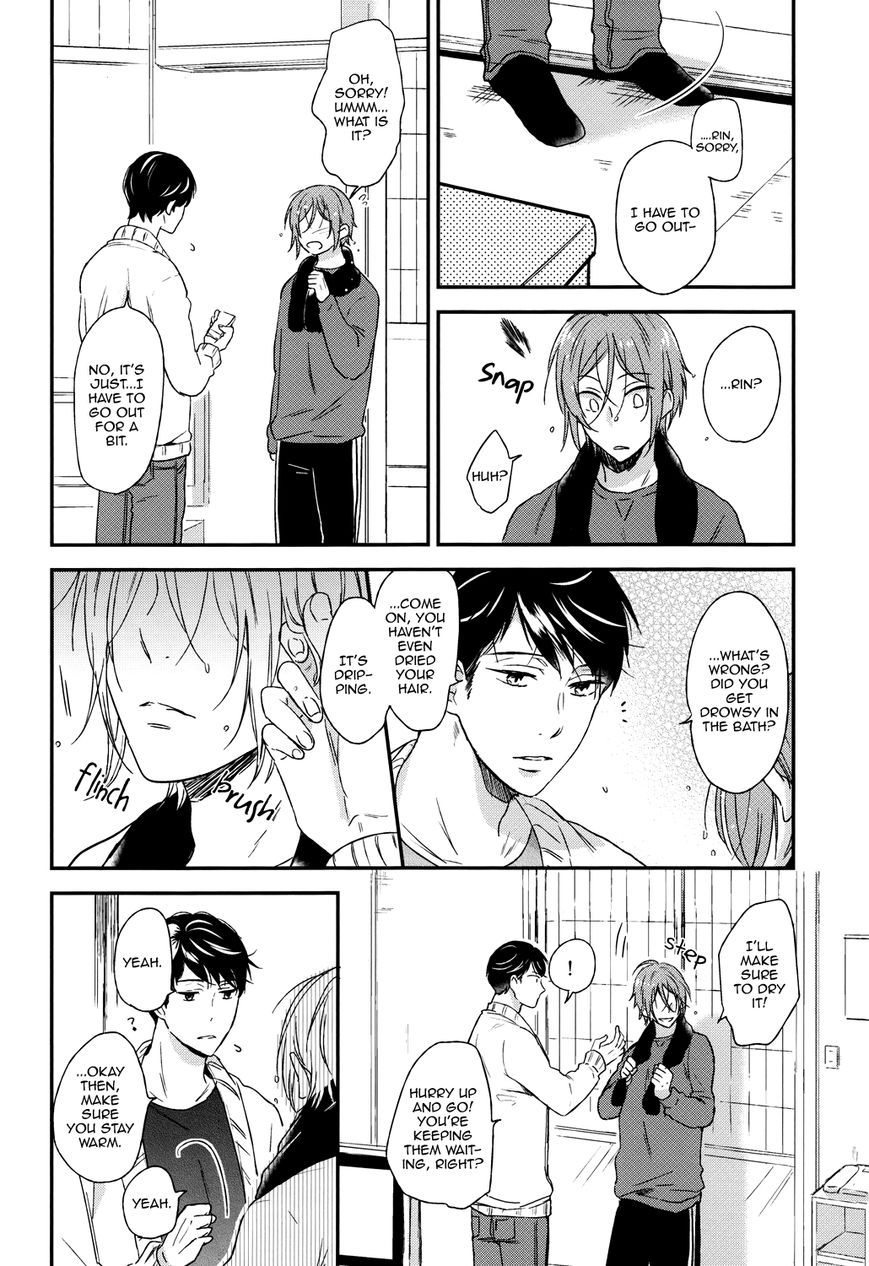 ....RIN,
SORRY,
I HAVE TO
GO OUT-
OH,
SORRY!
UMMM...
WHAT IS
IT?
NO, IT'S
JUST...I
HAVE TO
GO OUT
FOR A
BIT.
...RIN?
Snap
HUH?
...WHAT'S
WRONG?
DID YOU
GET
DROWSY IN
THE BATH?
...COME
ON, YOU
HAVEN'T
EVEN
DRIED
YOUR
HAIR.
IT'S
DRIP-
PING.
brush
flinch
I'LL
MAKE
SURE
TO DRY
IT!
step
!
HURRY UP
AND GO!
YOU'RE
KEEPING
THEM WAIT-
ING, RIGHT?
YEAH.
?
...OKAY
THEN,
MAKE
SURE
YOU STAY
WARM.
YEAH.